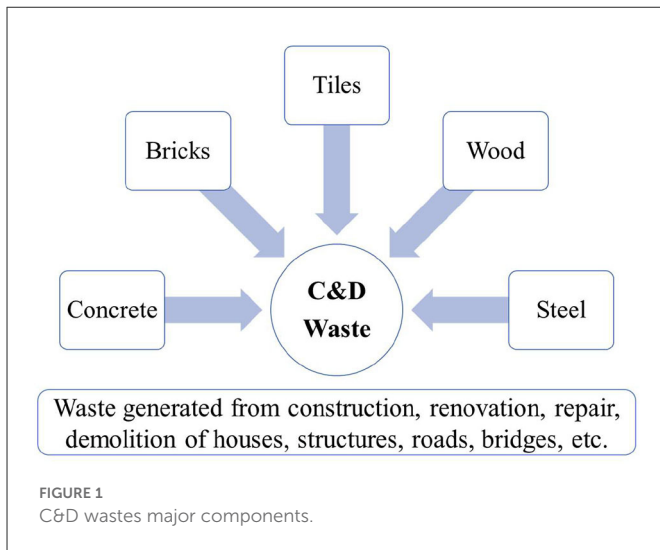 Tiles
Bricks
Wood
C&D
Waste
Concrete
Steel
Waste generated from construction, renovation, repair,
demolition of houses, structures, roads, bridges, etc.
FIGURE 1
C&D wastes major components.